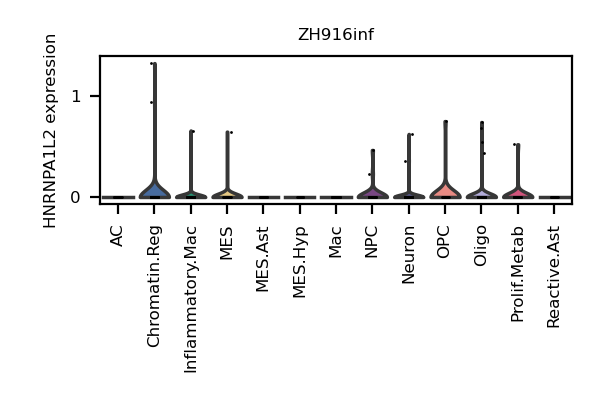 ZH916inf
HNRNPA1L2 expression
1
0
AC
Chromatin.Reg
Inflammatory.Mac
MES
MES.Ast
MES.Hyp
Mac
NPC
Neuron
OPC
Oligo
Prolif.Metab
Reactive.Ast